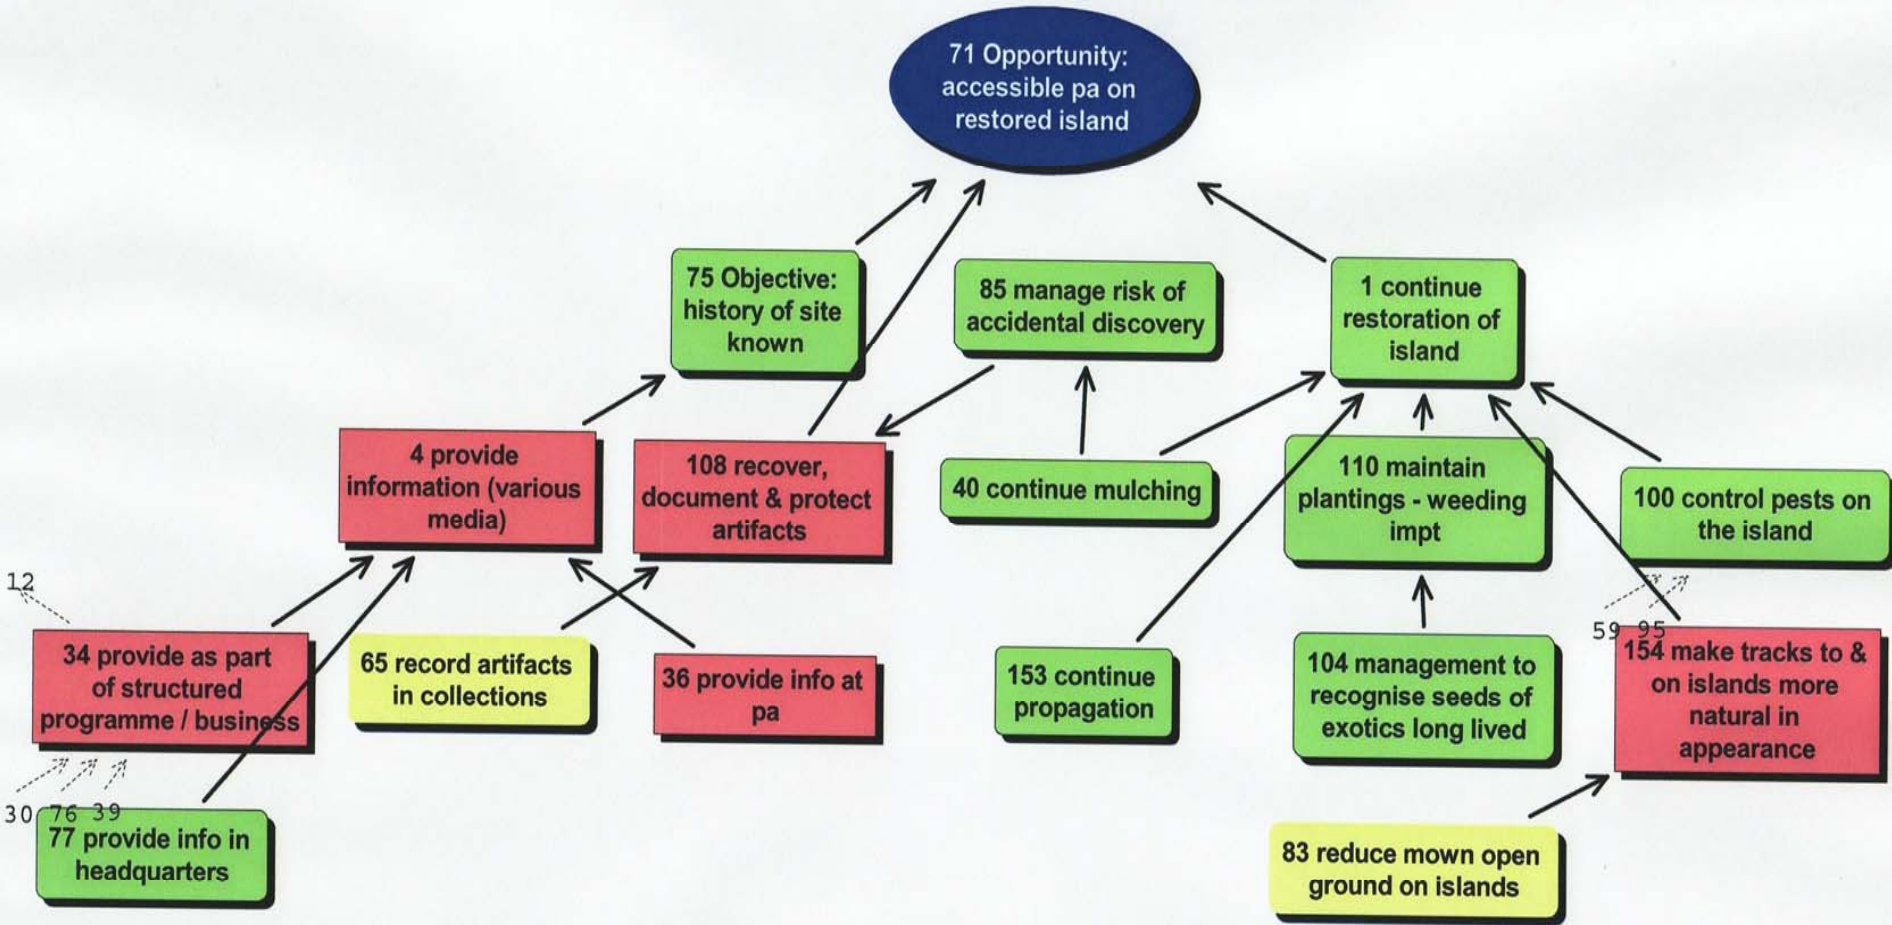 71 Opportunity:
accessible pa on
restored island
75 Objective:
history of site
known
85 manage risk of
accidental discovery
1 continue
restoration of
island
4 provide
information (various
media)
108 recover,
document & protect
artifacts
40 continue mulching
110 maintain
plantings - weeding
impt
100 control pests on
the island
12
34 provide as part
of structured
programme / business
65 record artifacts
in collections
36 provide info at
pa
153 continue
propagation
104 management to
recognise seeds of
exotics long lived
59 95
154 make tracks to &
on islands more
natural in
appearance
30 76 39
77 provide info in
headquarters
83 reduce mown open
ground on islands